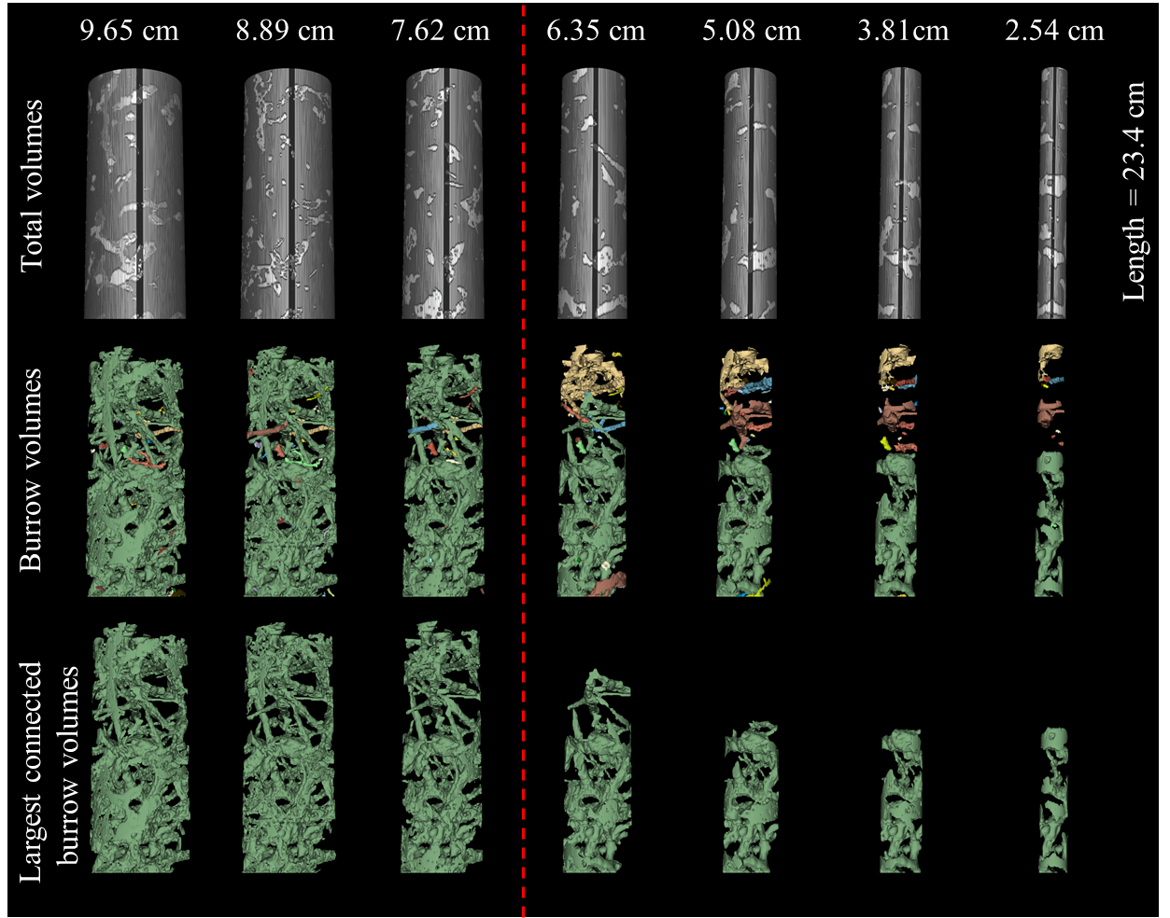 9.65 cm 8.89 cm 7.62 cm 6.35 cm 5.08 cm 3.81cm 2.54 cm
Total volumes
Length = 23.4 cm
Burrow volumes
Largest connected
burrow volumes